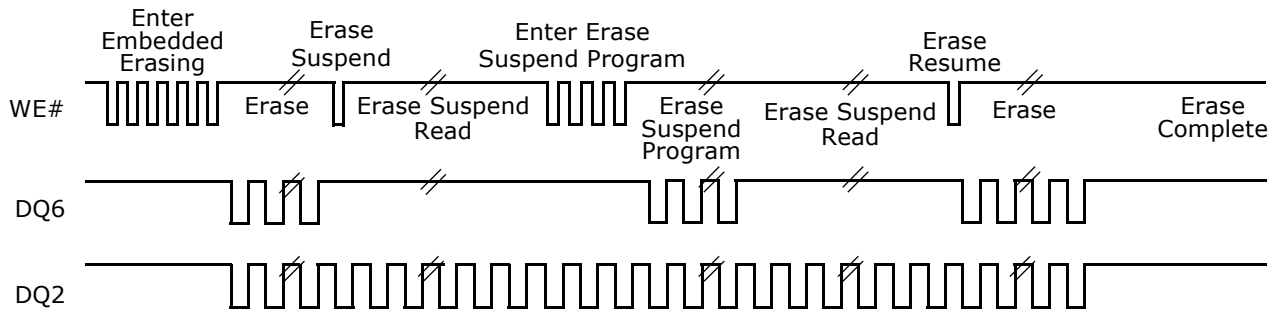 Enter
Embedded
Erasing
Erase
Suspend
Enter Erase
Suspend Program
Erase
Resume
WE#
Erase
Erase Suspend
Read
Erase
Suspend
Program
Erase Suspend
Read
Erase
Erase
Complete
DQ6
DQ2